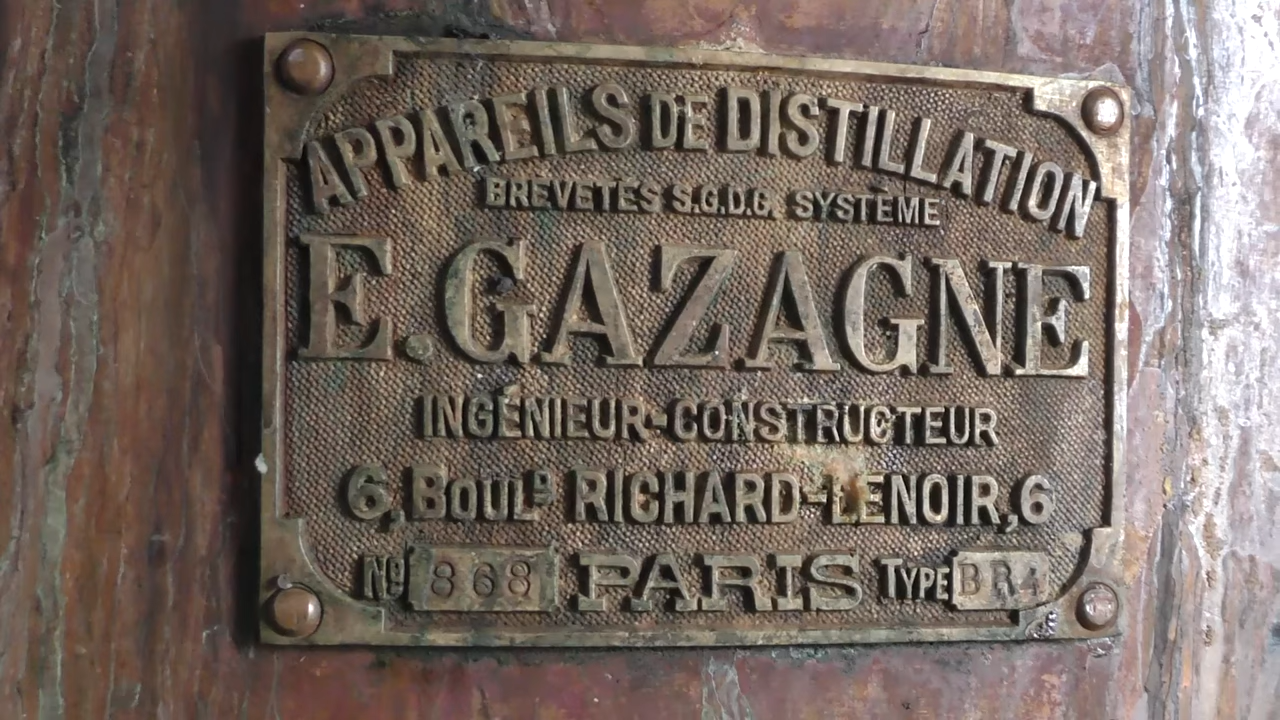 APPAREILS DE DISTILLATION
BREVETÉS S.G.D.G. SYSTÈME
E. GAZAGNE
INGÉNIEUR-CONSTRUCTEUR
6, BOULD RICHARD-LENOIR, 6
No 868 PARIS TYPE BR4